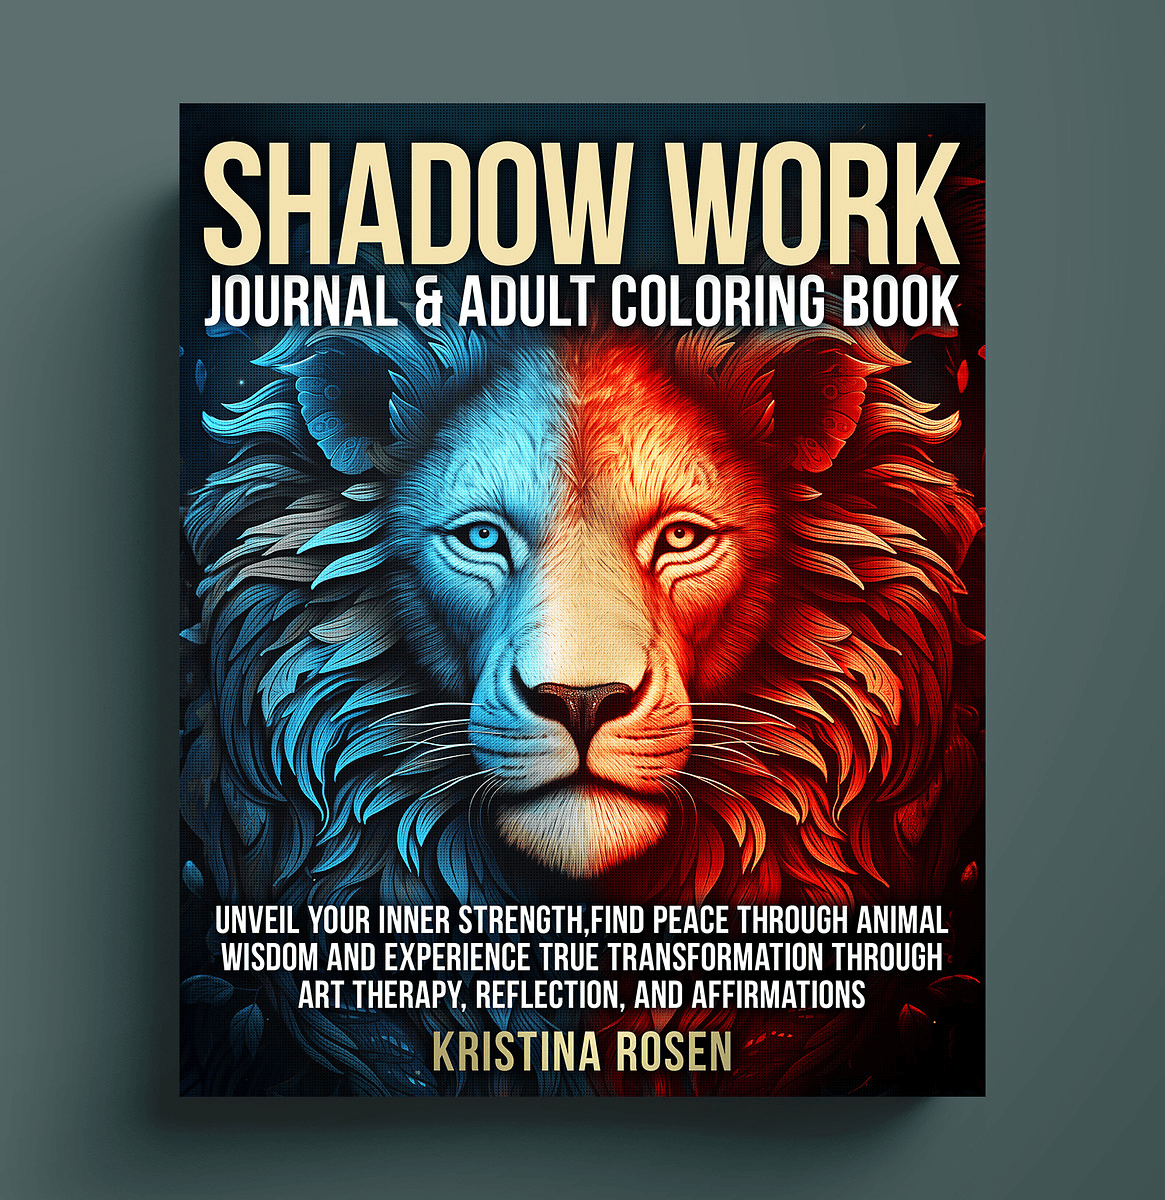 SHADOW WORK
JOURNAL & ADULT COLORING BOOK
UNVEIL YOUR INNER STRENGTH,FIND PEACE THROUGH ANIMAL
WISDOM AND EXPERIENCE TRUE TRANSFORMATION THROUGH
ART THERAPY, REFLECTION, AND AFFIRMATIONS
KRISTINA ROSEN